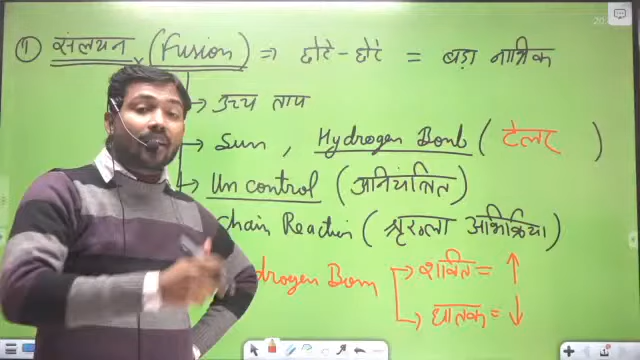 ① संलयन (Fusion) ⇒ छोटे-छोटे = बड़ा नाभिक
→ उच्च ताप
→ Sun, Hydrogen Bomb (टेलर)
→ Un control (अनियंत्रित)
Chain Reaction (श्रृंखला अभिक्रिया)
drogen Bom → शक्ति = ↑
→ घातक = ↓